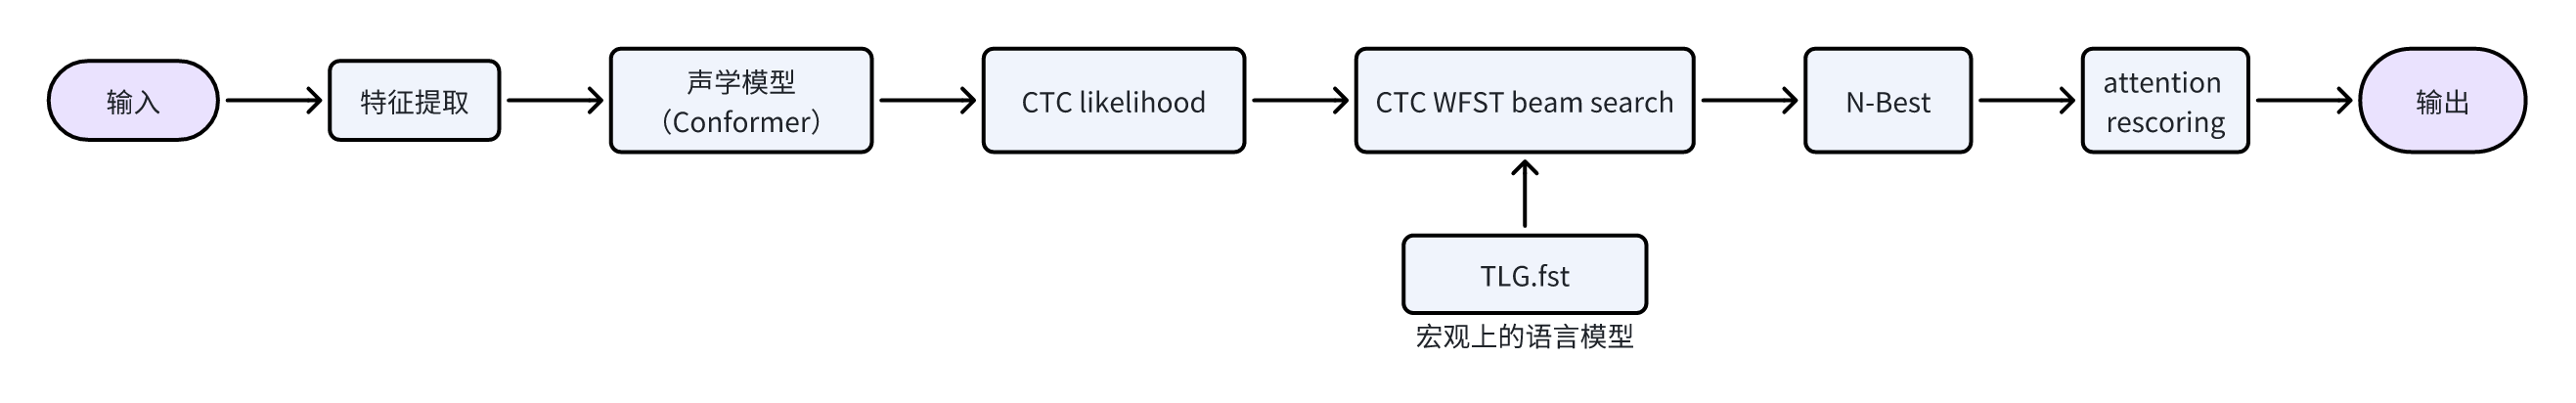 输入
特征提取
声学模型
（Conformer）
CTC likelihood
CTC WFST beam search
N-Best
attention
rescoring
输出
TLG.fst
宏观上的语言模型